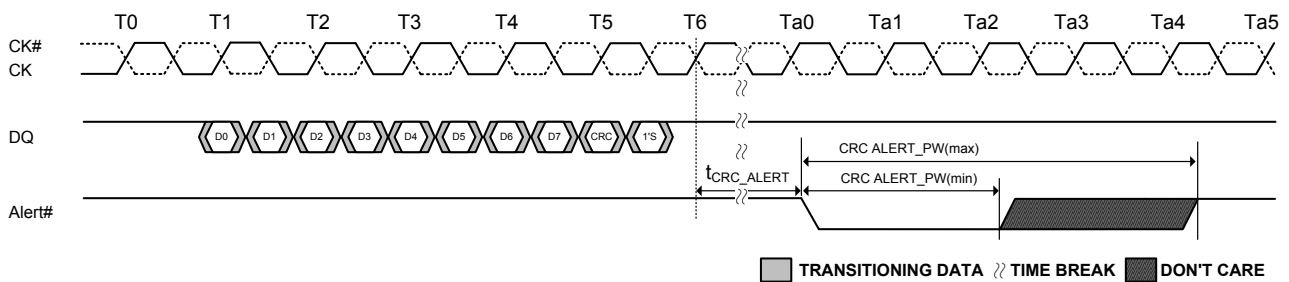 T0 T1 T2 T3 T4 T5 T6 Ta0 Ta1 Ta2 Ta3 Ta4 Ta5
CK#
CK
DQ
D0 D1 D2 D3 D4 D5 D6 D7 CRC 1'S
CRC ALERT_PW(max)
tCRC_ALERT
CRC ALERT_PW(min)
Alert#
TRANSITIONING DATA TIME BREAK DON'T CARE